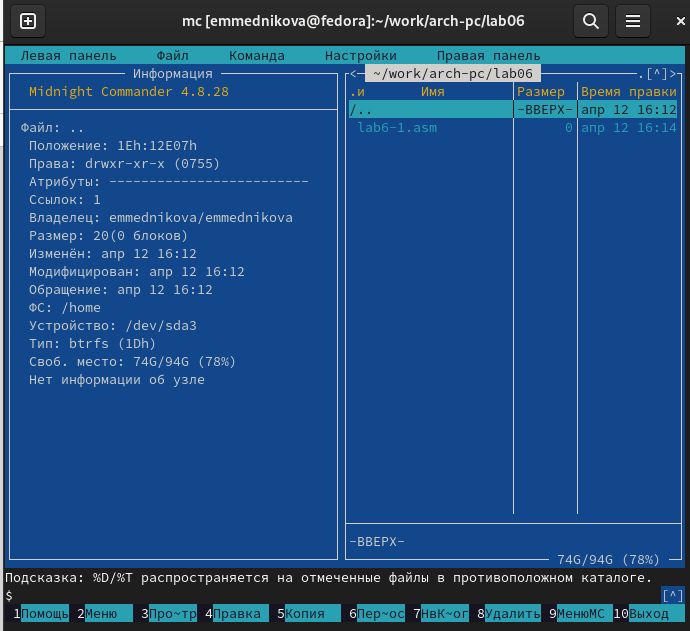 mc [emmednikova@fedora]:~/work/arch-pc/lab06
Левая панель Файл Команда Настройки Правая панель
Информация
Midnight Commander 4.8.28
Файл: ..
Положение: 1Eh:12E07h
Права: drwxr-xr-x (0755)
Атрибуты: -------------------------
Ссылок: 1
Владелец: emmednikova/emmednikova
Размер: 20(0 блоков)
Изменён: апр 12 16:12
Модифицирован: апр 12 16:12
Обращение: апр 12 16:12
ФС: /home
Устройство: /dev/sda3
Тип: btrfs (1Dh)
Своб. место: 74G/94G (78%)
Нет информации об узле
<─ ~/work/arch-pc/lab06 .[^]>
.и Имя Размер Время правки
/.. -ВВЕРХ- апр 12 16:12
lab6-1.asm 0 апр 12 16:14
-ВВЕРХ-
74G/94G (78%)
Подсказка: %D/%T распространяется на отмеченные файлы в противоположном каталоге.
$ [^]
1Помощь 2Меню 3Про~тр 4Правка 5Копия 6Пер~ос 7НвК~ог 8Удалить 9МенюMC 10Выход